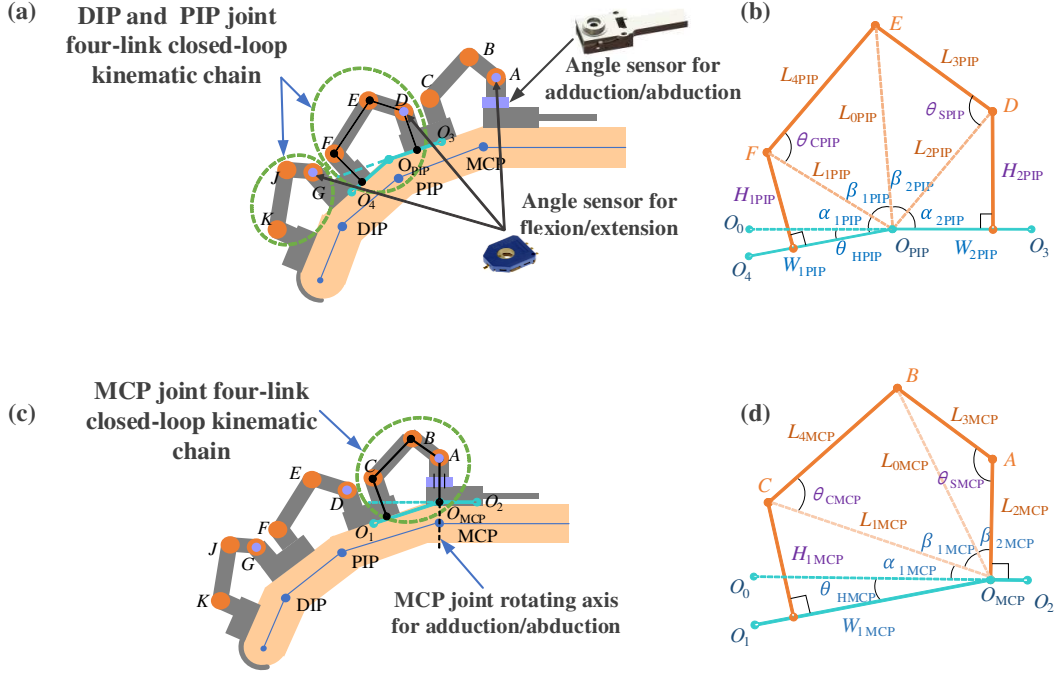 (a)
DIP and PIP joint
four-link closed-loop
kinematic chain
B
A
C
Angle sensor for
adduction/abduction
E
D
O3
F
OPIP
MCP
J
G
O4
PIP
K
DIP
Angle sensor for
flexion/extension
(b)
E
L4PIP
L3PIP
L0PIP
θSPIP
D
θCPIP
F
L2PIP
L1PIP
H1PIP
β1PIP
β2PIP
H2PIP
α1PIP
α2PIP
O0
θHPIP
OPIP
W1PIP
W2PIP
O4
O3
(c)
MCP joint four-link
closed-loop kinematic
chain
B
A
C
E
D
O2
O1
OMCP
F
MCP
J
G
PIP
K
DIP
MCP joint rotating axis
for adduction/abduction
(d)
B
L3MCP
L4MCP
L0MCP
A
θSMCP
C
θCMCP
L2MCP
L1MCP
H1MCP
β1MCP
β2MCP
α1MCP
O0
θHMCP
OMCP
O2
O1
W1MCP